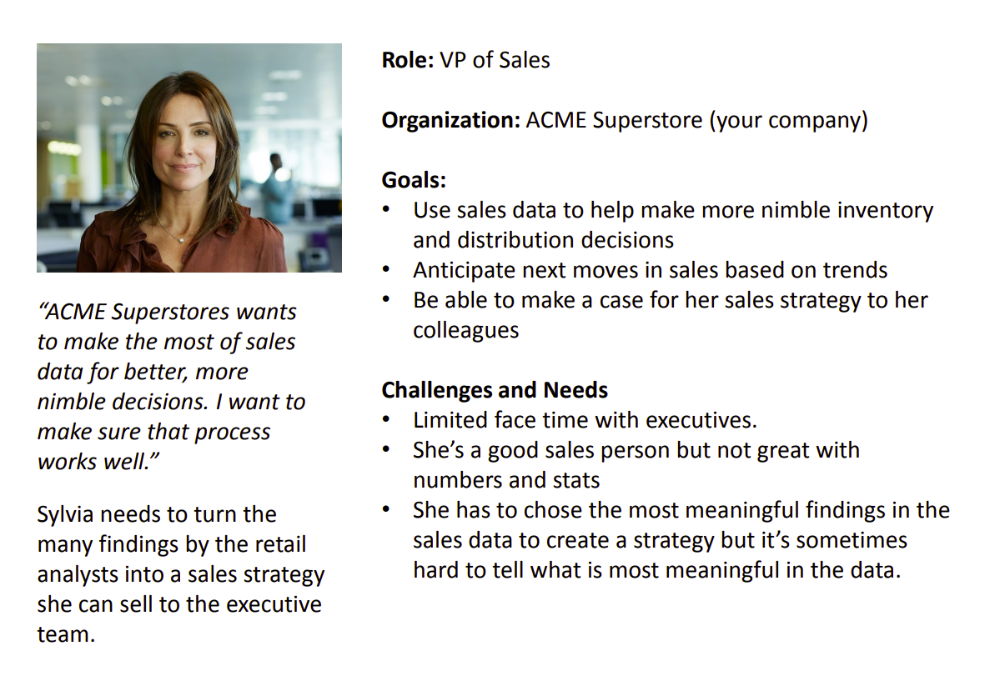 “ACME Superstores wants
to make the most of sales
data for better, more
nimble decisions. I want to
make sure that process
works well.”
Sylvia needs to turn the
many findings by the retail
analysts into a sales strategy
she can sell to the executive
team.
Role: VP of Sales
Organization: ACME Superstore (your company)
Goals:
• Use sales data to help make more nimble inventory
and distribution decisions
• Anticipate next moves in sales based on trends
• Be able to make a case for her sales strategy to her
colleagues
Challenges and Needs
• Limited face time with executives.
• She’s a good sales person but not great with
numbers and stats
• She has to chose the most meaningful findings in the
sales data to create a strategy but it’s sometimes
hard to tell what is most meaningful in the data.